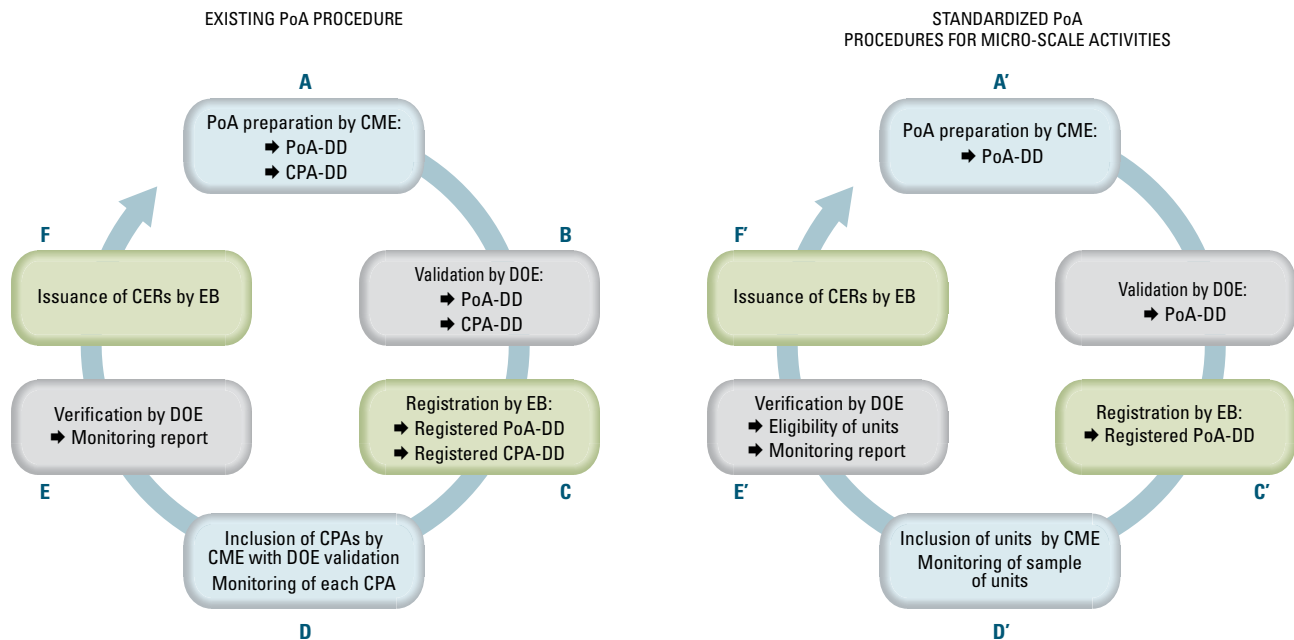 EXISTING PoA PROCEDURE
A
PoA preparation by CME:
➡ PoA-DD
➡ CPA-DD
B
Validation by DOE:
➡ PoA-DD
➡ CPA-DD
Registration by EB:
➡ Registered PoA-DD
➡ Registered CPA-DD
C
Inclusion of CPAs by
CME with DOE validation
Monitoring of each CPA
D
Verification by DOE
➡ Monitoring report
E
F
Issuance of CERs by EB
STANDARDIZED PoA
PROCEDURES FOR MICRO-SCALE ACTIVITIES
A’
PoA preparation by CME:
➡ PoA-DD
Validation by DOE:
➡ PoA-DD
Registration by EB:
➡ Registered PoA-DD
C’
Inclusion of units by CME
Monitoring of sample
of units
D’
Verification by DOE
➡ Eligibility of units
➡ Monitoring report
E’
F’
Issuance of CERs by EB